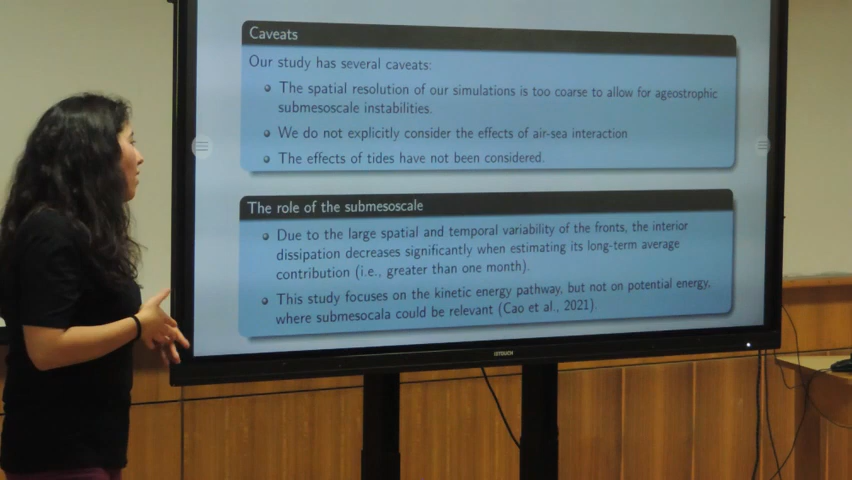 Caveats
Our study has several caveats:
• The spatial resolution of our simulations is too coarse to allow for ageostrophic
submesoscale instabilities.
• We do not explicitly consider the effects of air-sea interaction
• The effects of tides have not been considered.
The role of the submesoscale
• Due to the large spatial and temporal variability of the fronts, the interior
dissipation decreases significantly when estimating its long-term average
contribution (i.e., greater than one month).
• This study focuses on the kinetic energy pathway, but not on potential energy,
where submesocala could be relevant (Cao et al., 2021).